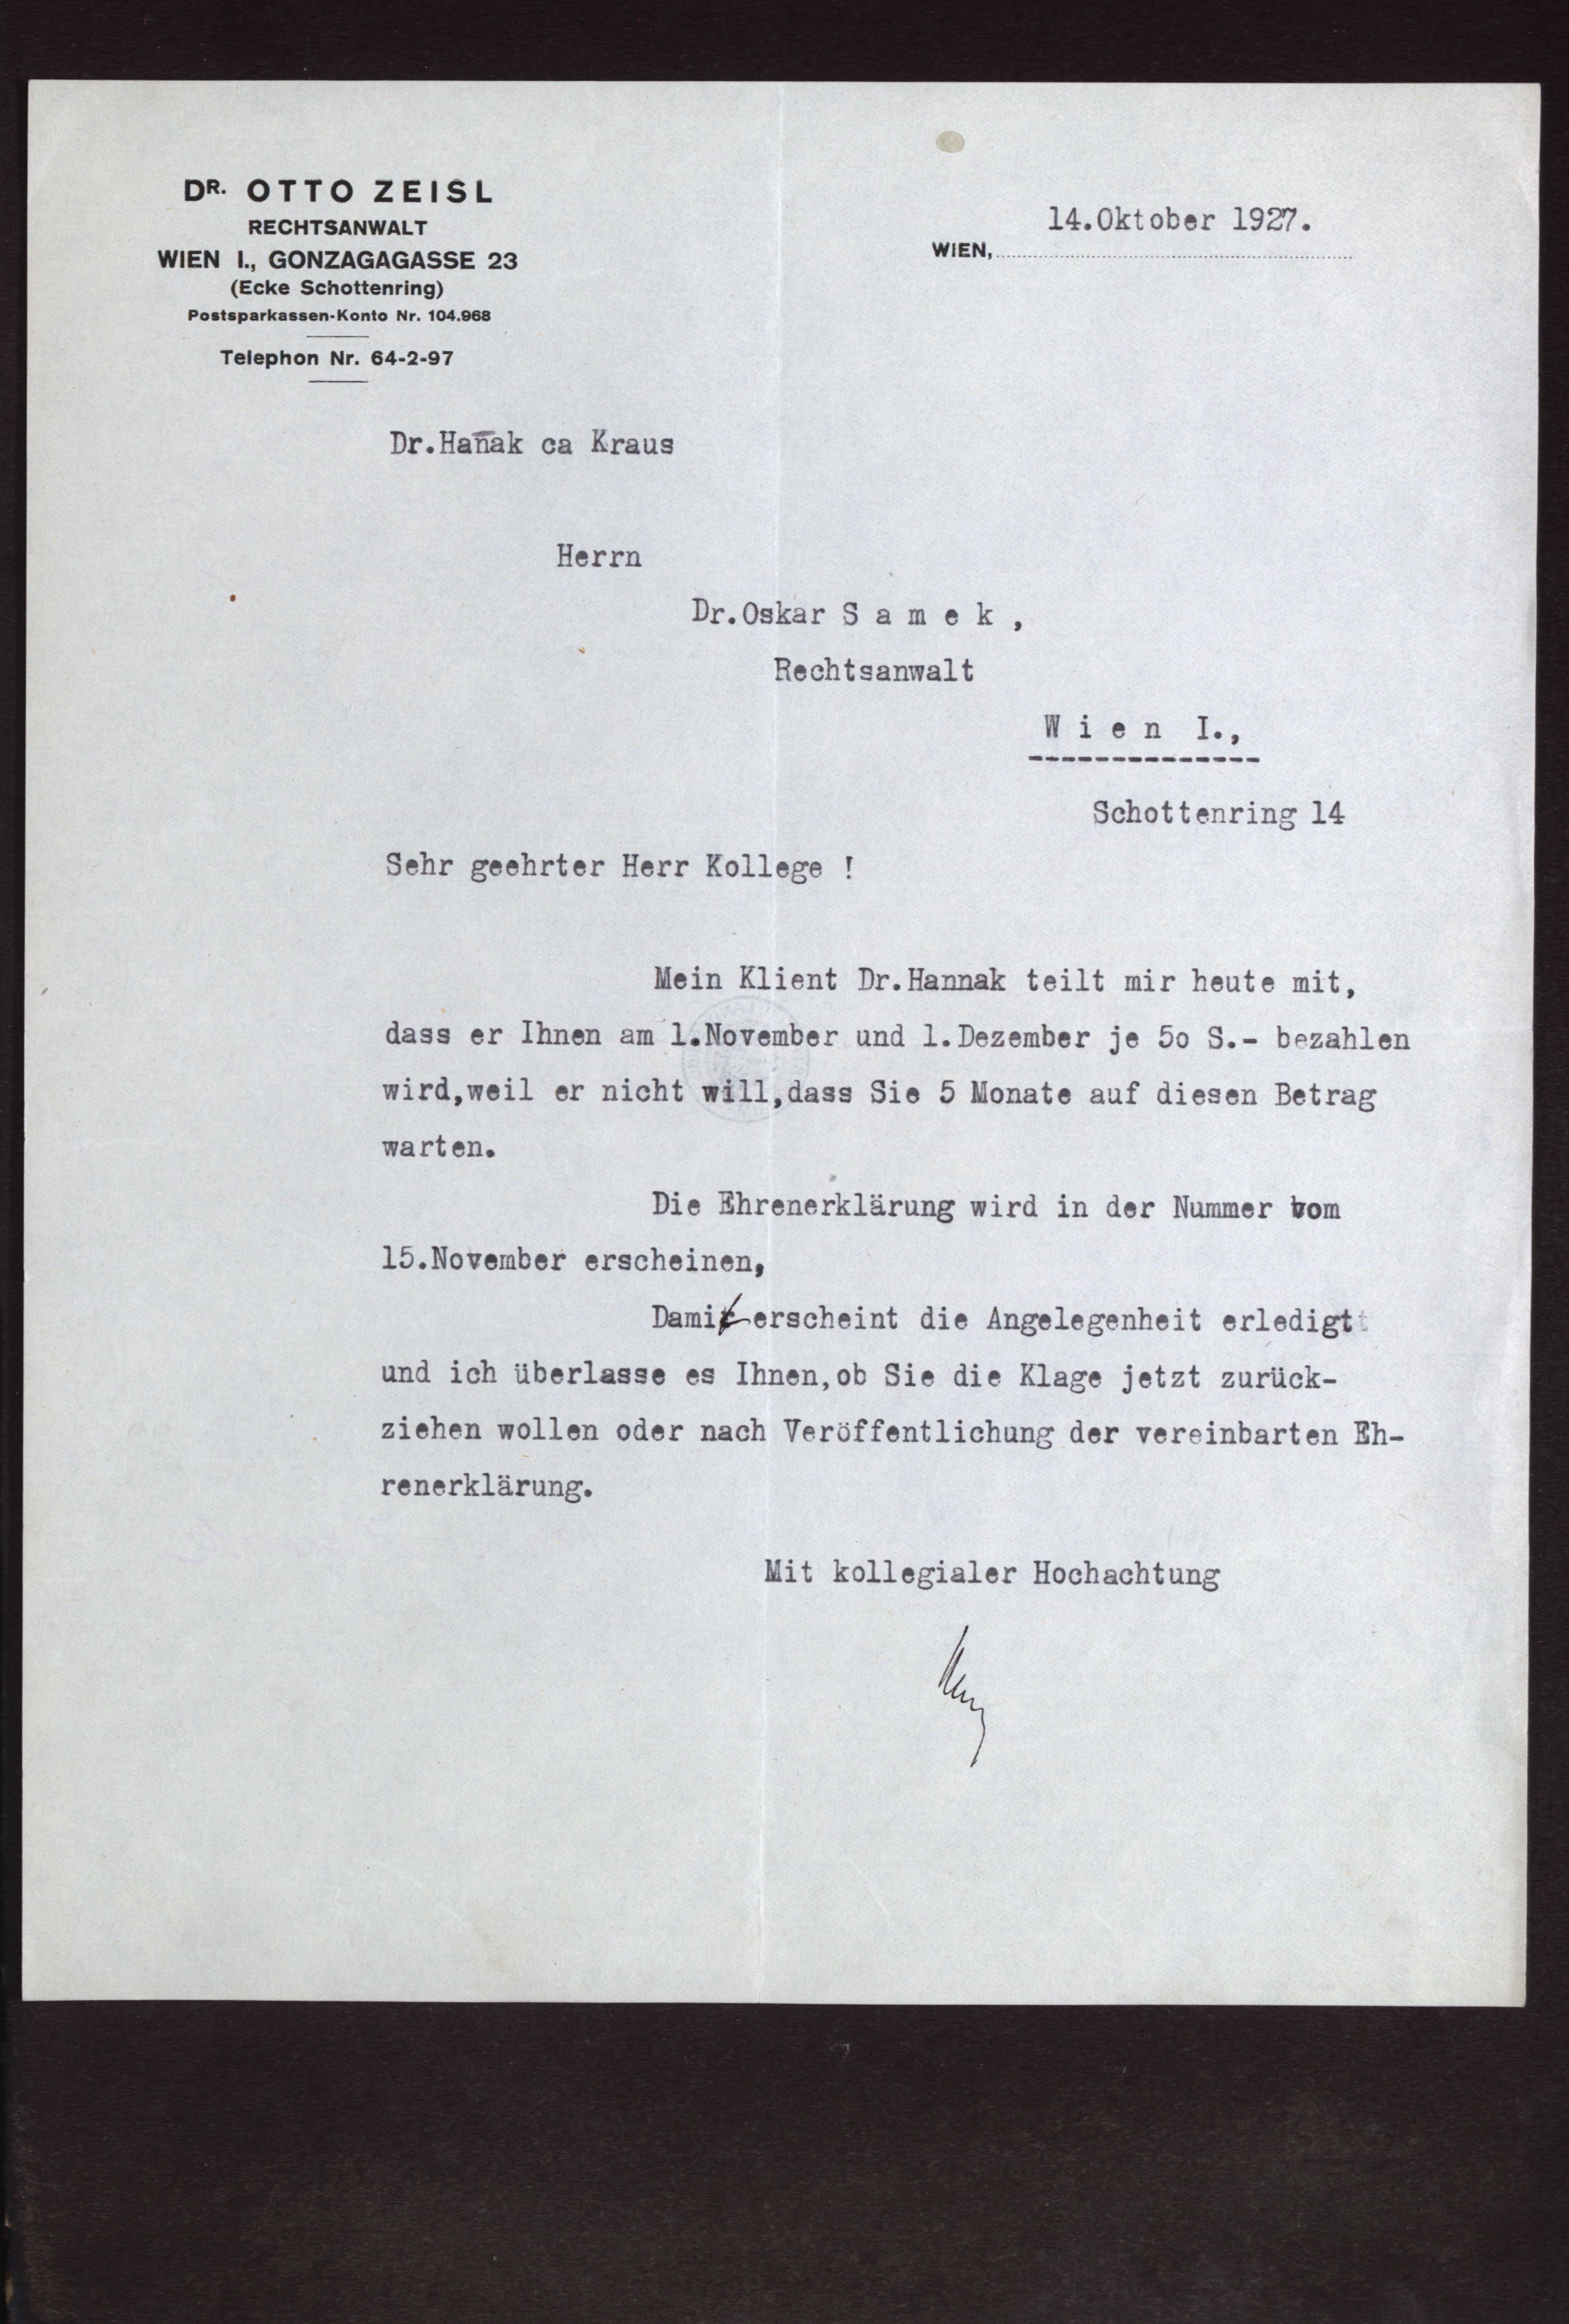 DR. OTTO ZEISL
RECHTSANWALT
WIEN I., GONZAGAGASSE 23
(Ecke Schottenring)
Postsparkassen-Konto Nr. 104.968
Telephon Nr. 64-2-97
14.Oktober 1927.
WIEN,
Dr.Han̄ak ca Kraus
Herrn
Dr.Oskar S a m e k ,
Rechtsanwalt
W i e n I.,
Schottenring 14
Sehr geehrter Herr Kollege !
Mein Klient Dr.Hannak teilt mir heute mit,
dass er Ihnen am 1.November und 1.Dezember je 5o S.- bezahlen
wird,weil er nicht will,dass Sie 5 Monate auf diesen Betrag
warten.
Die Ehrenerklärung wird in der Nummer vom
15.November erscheinen,
Damit erscheint die Angelegenheit erledigt
und ich überlasse es Ihnen,ob Sie die Klage jetzt zurück-
ziehen wollen oder nach Veröffentlichung der vereinbarten Eh-
renerklärung.
Mit kollegialer Hochachtung